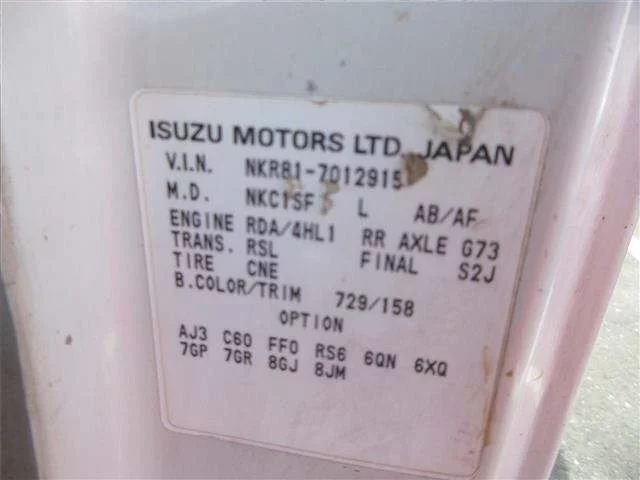 ISUZU MOTORS LTD. JAPAN
V.I.N. NKR81-7012915
M.D. L AB/AF
ENGINE RDA/4HL1 RR AXLE G73
TRANS. RSL FINAL S2J
TIRE CNE
B.COLOR/TRIM 729/158
OPTION
AJ3 C60 FF0 RS6 6QN 6XQ
7GP 7GR 8GJ 8JM